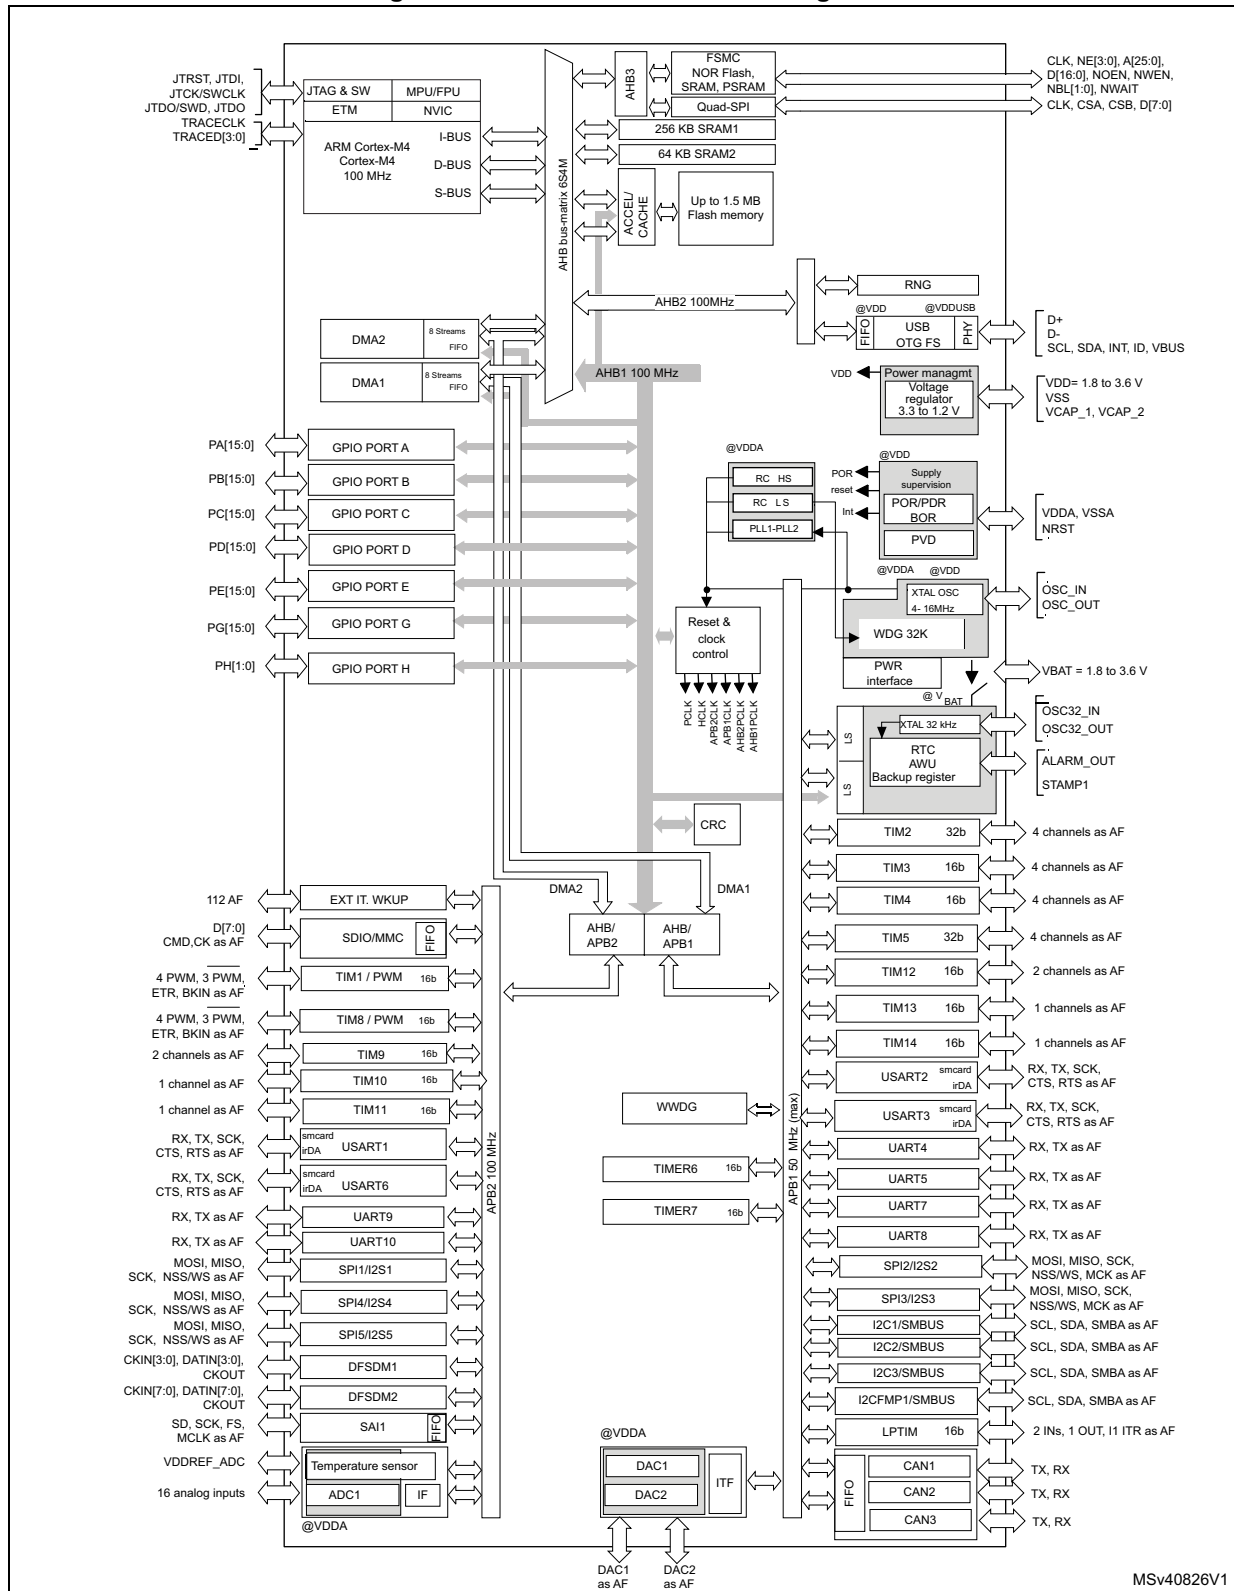 JTRST, JTDI,
JTCK/SWCLK
JTDO/SWD, JTDO
TRACECLK
TRACED[3:0]
JTAG & SW
MPU/FPU
ETM
NVIC
ARM Cortex-M4
Cortex-M4
100 MHz
I-BUS
D-BUS
S-BUS
AHB bus-matrix 6S4M
AHB3
FSMC
NOR Flash,
SRAM, PSRAM
Quad-SPI
CLK, NE[3:0], A[25:0],
D[16:0], NOEN, NWEN,
NBL[1:0], NWAIT
CLK, CSA, CSB, D[7:0]
256 KB SRAM1
64 KB SRAM2
ACCEL/
CACHE
Up to 1.5 MB
Flash memory
AHB2 100MHz
RNG
@VDD
@VDDUSB
FIFO
USB
OTG FS
PHY
D+
D-
SCL, SDA, INT, ID, VBUS
DMA2
8 Streams
FIFO
DMA1
8 Streams
FIFO
AHB1 100 MHz
VDD
Power managmt
Voltage
regulator
3.3 to 1.2 V
VDD= 1.8 to 3.6 V
VSS
VCAP_1, VCAP_2
PA[15:0]
GPIO PORT A
PB[15:0]
GPIO PORT B
PC[15:0]
GPIO PORT C
PD[15:0]
GPIO PORT D
PE[15:0]
GPIO PORT E
PG[15:0]
GPIO PORT G
PH[1:0]
GPIO PORT H
@VDDA
RC HS
RC LS
PLL1-PLL2
@VDD
POR
reset
Int
Supply
supervision
POR/PDR
BOR
PVD
VDDA, VSSA
NRST
@VDDA
@VDD
XTAL OSC
4- 16MHz
WDG 32K
OSC_IN
OSC_OUT
Reset &
clock
control
PCLK
HCLK
APB2CLK
APB1CLK
AHB2PCLK
AHB1PCLK
PWR
interface
VBAT = 1.8 to 3.6 V
@ VBAT
LS
LS
XTAL 32 kHz
RTC
AWU
Backup register
OSC32_IN
OSC32_OUT
ALARM_OUT
STAMP1
CRC
DMA2
DMA1
AHB/
APB2
AHB/
APB1
112 AF
EXT IT. WKUP
D[7:0]
CMD,CK as AF
SDIO/MMC
FIFO
4 PWM, 3 PWM,
ETR, BKIN as AF
TIM1 / PWM 16b
4 PWM, 3 PWM,
ETR, BKIN as AF
TIM8 / PWM 16b
2 channels as AF
TIM9 16b
1 channel as AF
TIM10 16b
1 channel as AF
TIM11 16b
RX, TX, SCK,
CTS, RTS as AF
smcard
irDA
USART1
RX, TX, SCK,
CTS, RTS as AF
smcard
irDA
USART6
RX, TX as AF
UART9
RX, TX as AF
UART10
MOSI, MISO,
SCK, NSS/WS as AF
SPI1/I2S1
MOSI, MISO,
SCK, NSS/WS as AF
SPI4/I2S4
MOSI, MISO,
SCK, NSS/WS as AF
SPI5/I2S5
CKIN[3:0], DATIN[3:0],
CKOUT
DFSDM1
CKIN[7:0], DATIN[7:0],
CKOUT
DFSDM2
SD, SCK, FS,
MCLK as AF
SAI1
FIFO
VDDREF_ADC
Temperature sensor
16 analog inputs
ADC1
IF
@VDDA
APB2 100 MHz
WWDG
TIMER6 16b
TIMER7 16b
APB1 50 MHz (max)
@VDDA
DAC1
DAC2
ITF
DAC1
as AF
DAC2
as AF
TIM2 32b
4 channels as AF
TIM3 16b
4 channels as AF
TIM4 16b
4 channels as AF
TIM5 32b
4 channels as AF
TIM12 16b
2 channels as AF
TIM13 16b
1 channels as AF
TIM14 16b
1 channels as AF
USART2
smcard
irDA
RX, TX, SCK,
CTS, RTS as AF
USART3
smcard
irDA
RX, TX, SCK,
CTS, RTS as AF
UART4
RX, TX as AF
UART5
RX, TX as AF
UART7
RX, TX as AF
UART8
RX, TX as AF
SPI2/I2S2
MOSI, MISO, SCK,
NSS/WS, MCK as AF
SPI3/I2S3
MOSI, MISO, SCK,
NSS/WS, MCK as AF
I2C1/SMBUS
SCL, SDA, SMBA as AF
I2C2/SMBUS
SCL, SDA, SMBA as AF
I2C3/SMBUS
SCL, SDA, SMBA as AF
I2CFMP1/SMBUS
SCL, SDA, SMBA as AF
LPTIM 16b
2 INs, 1 OUT, I1 ITR as AF
FIFO
CAN1
TX, RX
CAN2
TX, RX
CAN3
TX, RX
MSv40826V1